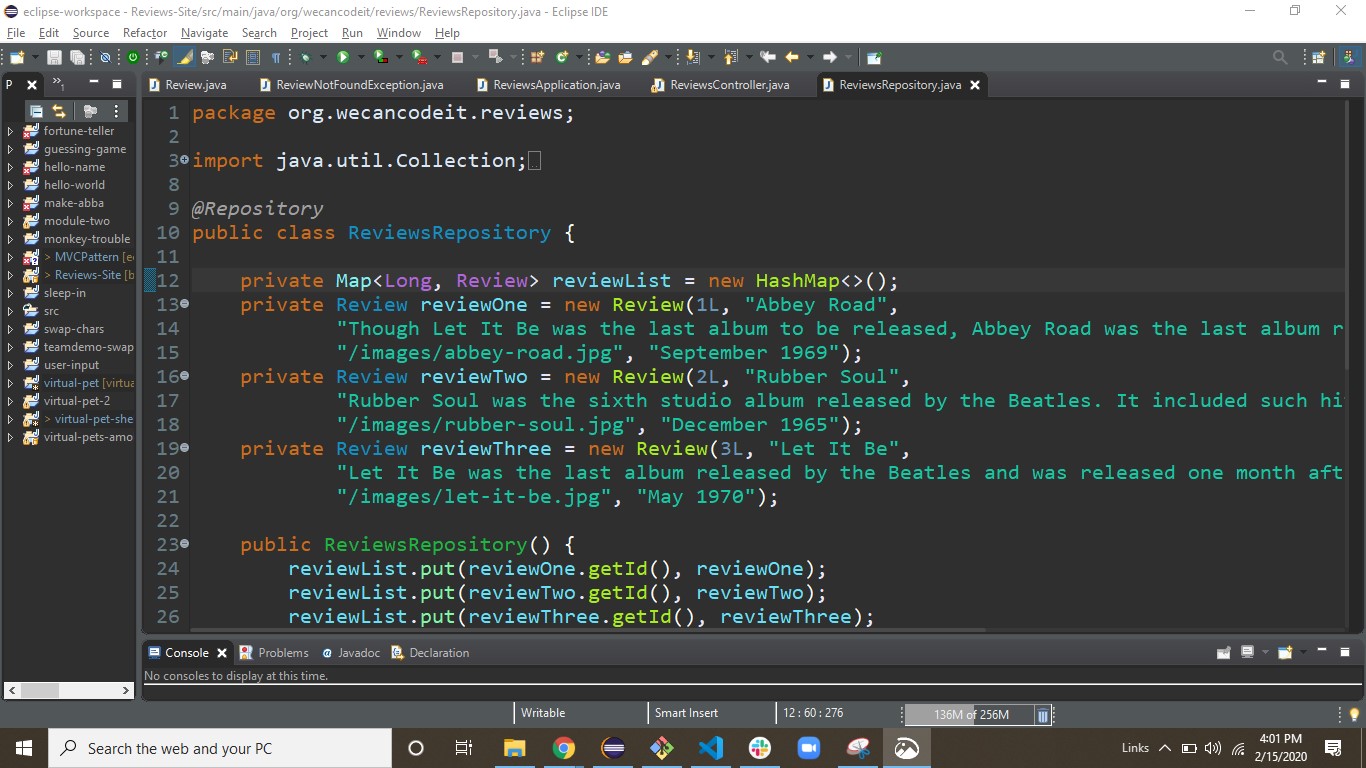 eclipse-workspace - Reviews-Site/src/main/java/org/wecancodeit/reviews/ReviewsRepository.java - Eclipse IDE
File Edit Source Refactor Navigate Search Project Run Window Help
P
Review.java ReviewNotFoundException.java ReviewsApplication.java ReviewsController.java ReviewsRepository.java
fortune-teller
guessing-game
hello-name
hello-world
make-abba
module-two
monkey-trouble
> MVCPattern
> Reviews-Site [b
sleep-in
src
swap-chars
teamdemo-swap
user-input
virtual-pet [virtua
virtual-pet-2
> virtual-pet-she
virtual-pets-amo
1 package org.wecancodeit.reviews;
2
3 import java.util.Collection;
8
9 @Repository
10 public class ReviewsRepository {
11
12 private Map<Long, Review> reviewList = new HashMap<>();
13 private Review reviewOne = new Review(1L, "Abbey Road",
14 "Though Let It Be was the last album to be released, Abbey Road was the last album r
15 "/images/abbey-road.jpg", "September 1969");
16 private Review reviewTwo = new Review(2L, "Rubber Soul",
17 "Rubber Soul was the sixth studio album released by the Beatles. It included such hi
18 "/images/rubber-soul.jpg", "December 1965");
19 private Review reviewThree = new Review(3L, "Let It Be",
20 "Let It Be was the last album released by the Beatles and was released one month aft
21 "/images/let-it-be.jpg", "May 1970");
22
23 public ReviewsRepository() {
24 reviewList.put(reviewOne.getId(), reviewOne);
25 reviewList.put(reviewTwo.getId(), reviewTwo);
26 reviewList.put(reviewThree.getId(), reviewThree);
Console Problems Javadoc Declaration
No consoles to display at this time.
Writable Smart Insert 12 : 60 : 276 136M of 256M
Search the web and your PC
Links
4:01 PM
2/15/2020